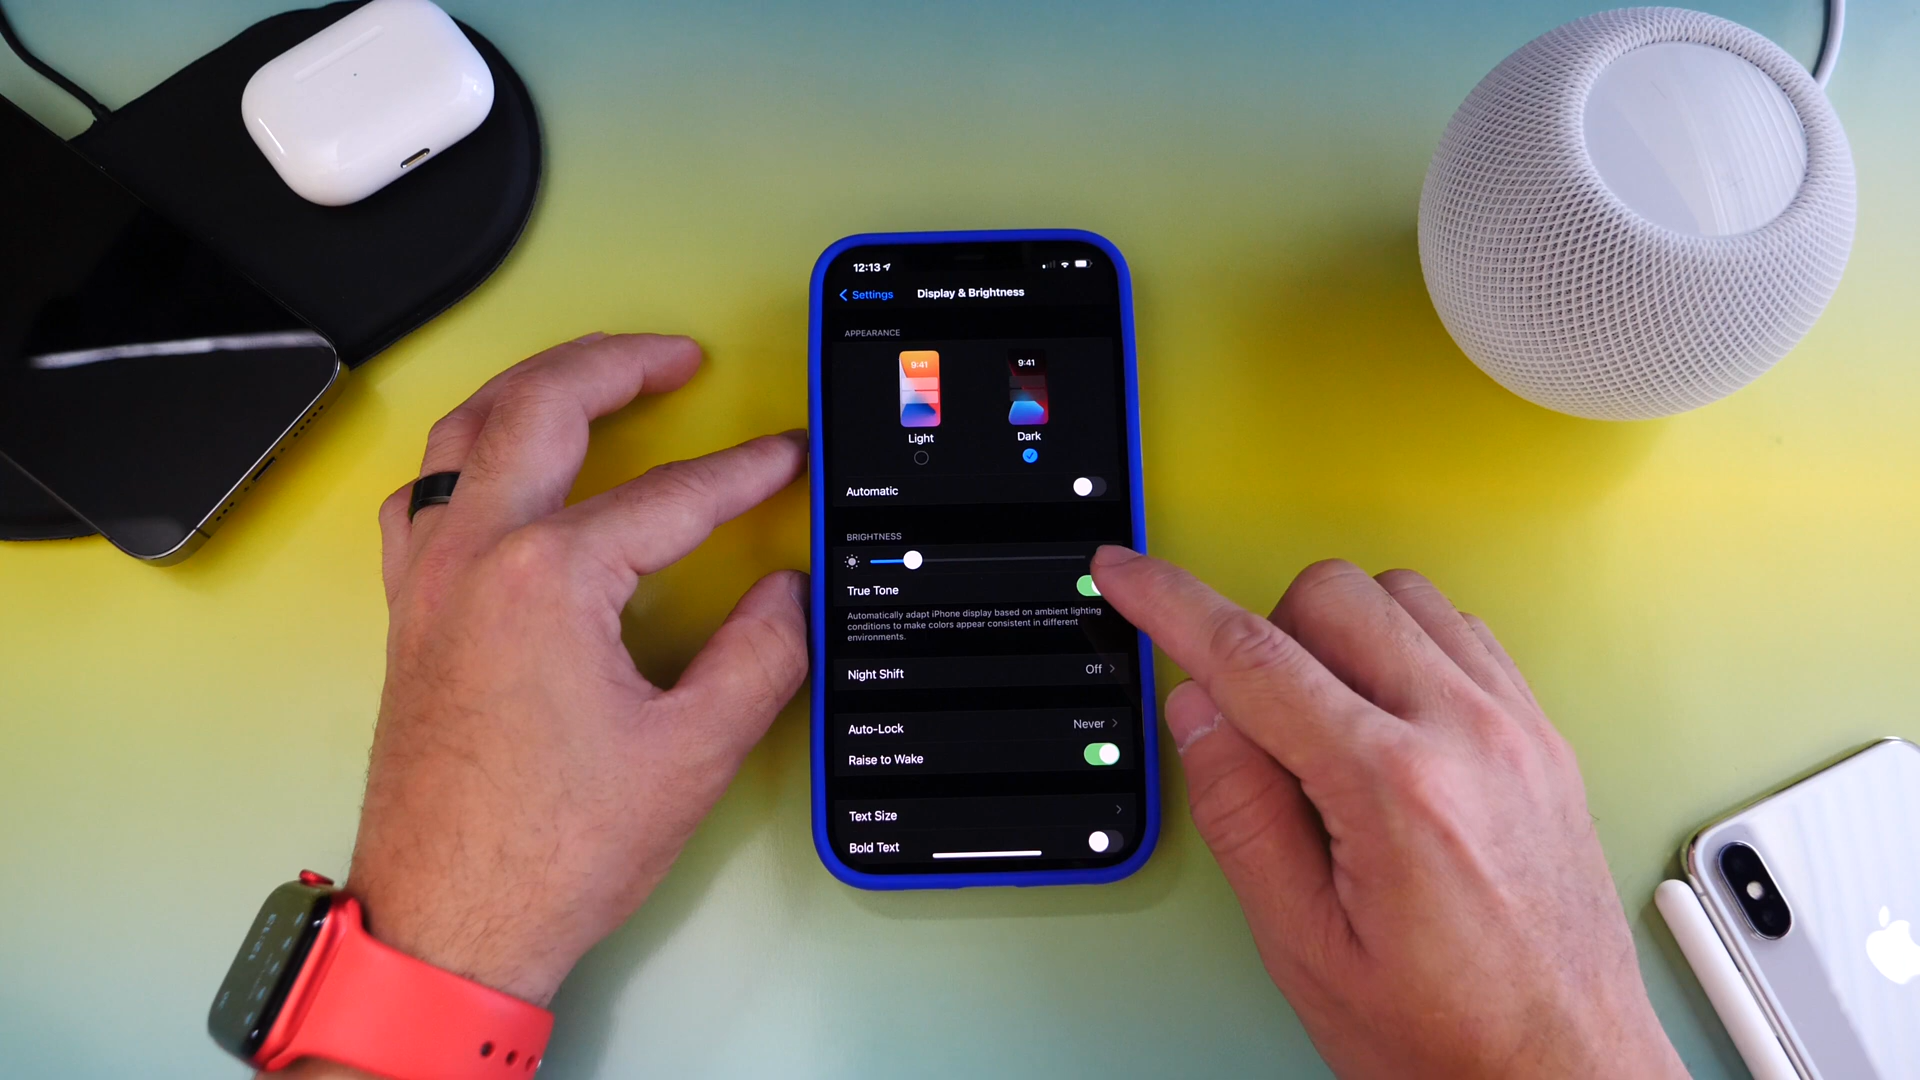 12:13
Settings
Display & Brightness
APPEARANCE
9:41
9:41
Light
Dark
Automatic
BRIGHTNESS
True Tone
Automatically adapt iPhone display based on ambient lighting
conditions to make colors appear consistent in different
environments.
Night Shift Off
Auto-Lock Never
Raise to Wake
Text Size
Bold Text